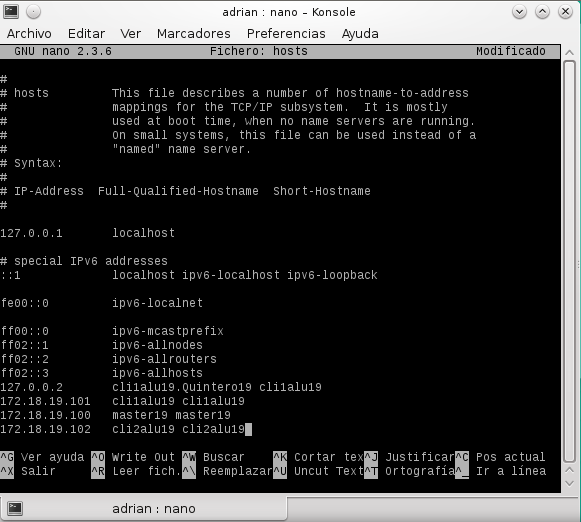 adrian : nano – Konsole
Archivo Editar Ver Marcadores Preferencias Ayuda
GNU nano 2.3.6 Fichero: hosts Modificado
#
# hosts This file describes a number of hostname-to-address
# mappings for the TCP/IP subsystem. It is mostly
# used at boot time, when no name servers are running.
# On small systems, this file can be used instead of a
# "named" name server.
# Syntax:
#
# IP-Address Full-Qualified-Hostname Short-Hostname
#
127.0.0.1 localhost
# special IPv6 addresses
::1 localhost ipv6-localhost ipv6-loopback
fe00::0 ipv6-localnet
ff00::0 ipv6-mcastprefix
ff02::1 ipv6-allnodes
ff02::2 ipv6-allrouters
ff02::3 ipv6-allhosts
127.0.0.2 cli1alu19.Quintero19 cli1alu19
172.18.19.101 cli1alu19 cli1alu19
172.18.19.100 master19 master19
172.18.19.102 cli2alu19 cli2alu19
^G Ver ayuda ^O Write Out ^W Buscar ^K Cortar tex ^J Justificar ^C Pos actual
^X Salir ^R Leer fich. ^\ Reemplazar ^U Uncut Text ^T Ortografía ^_ Ir a línea
adrian : nano